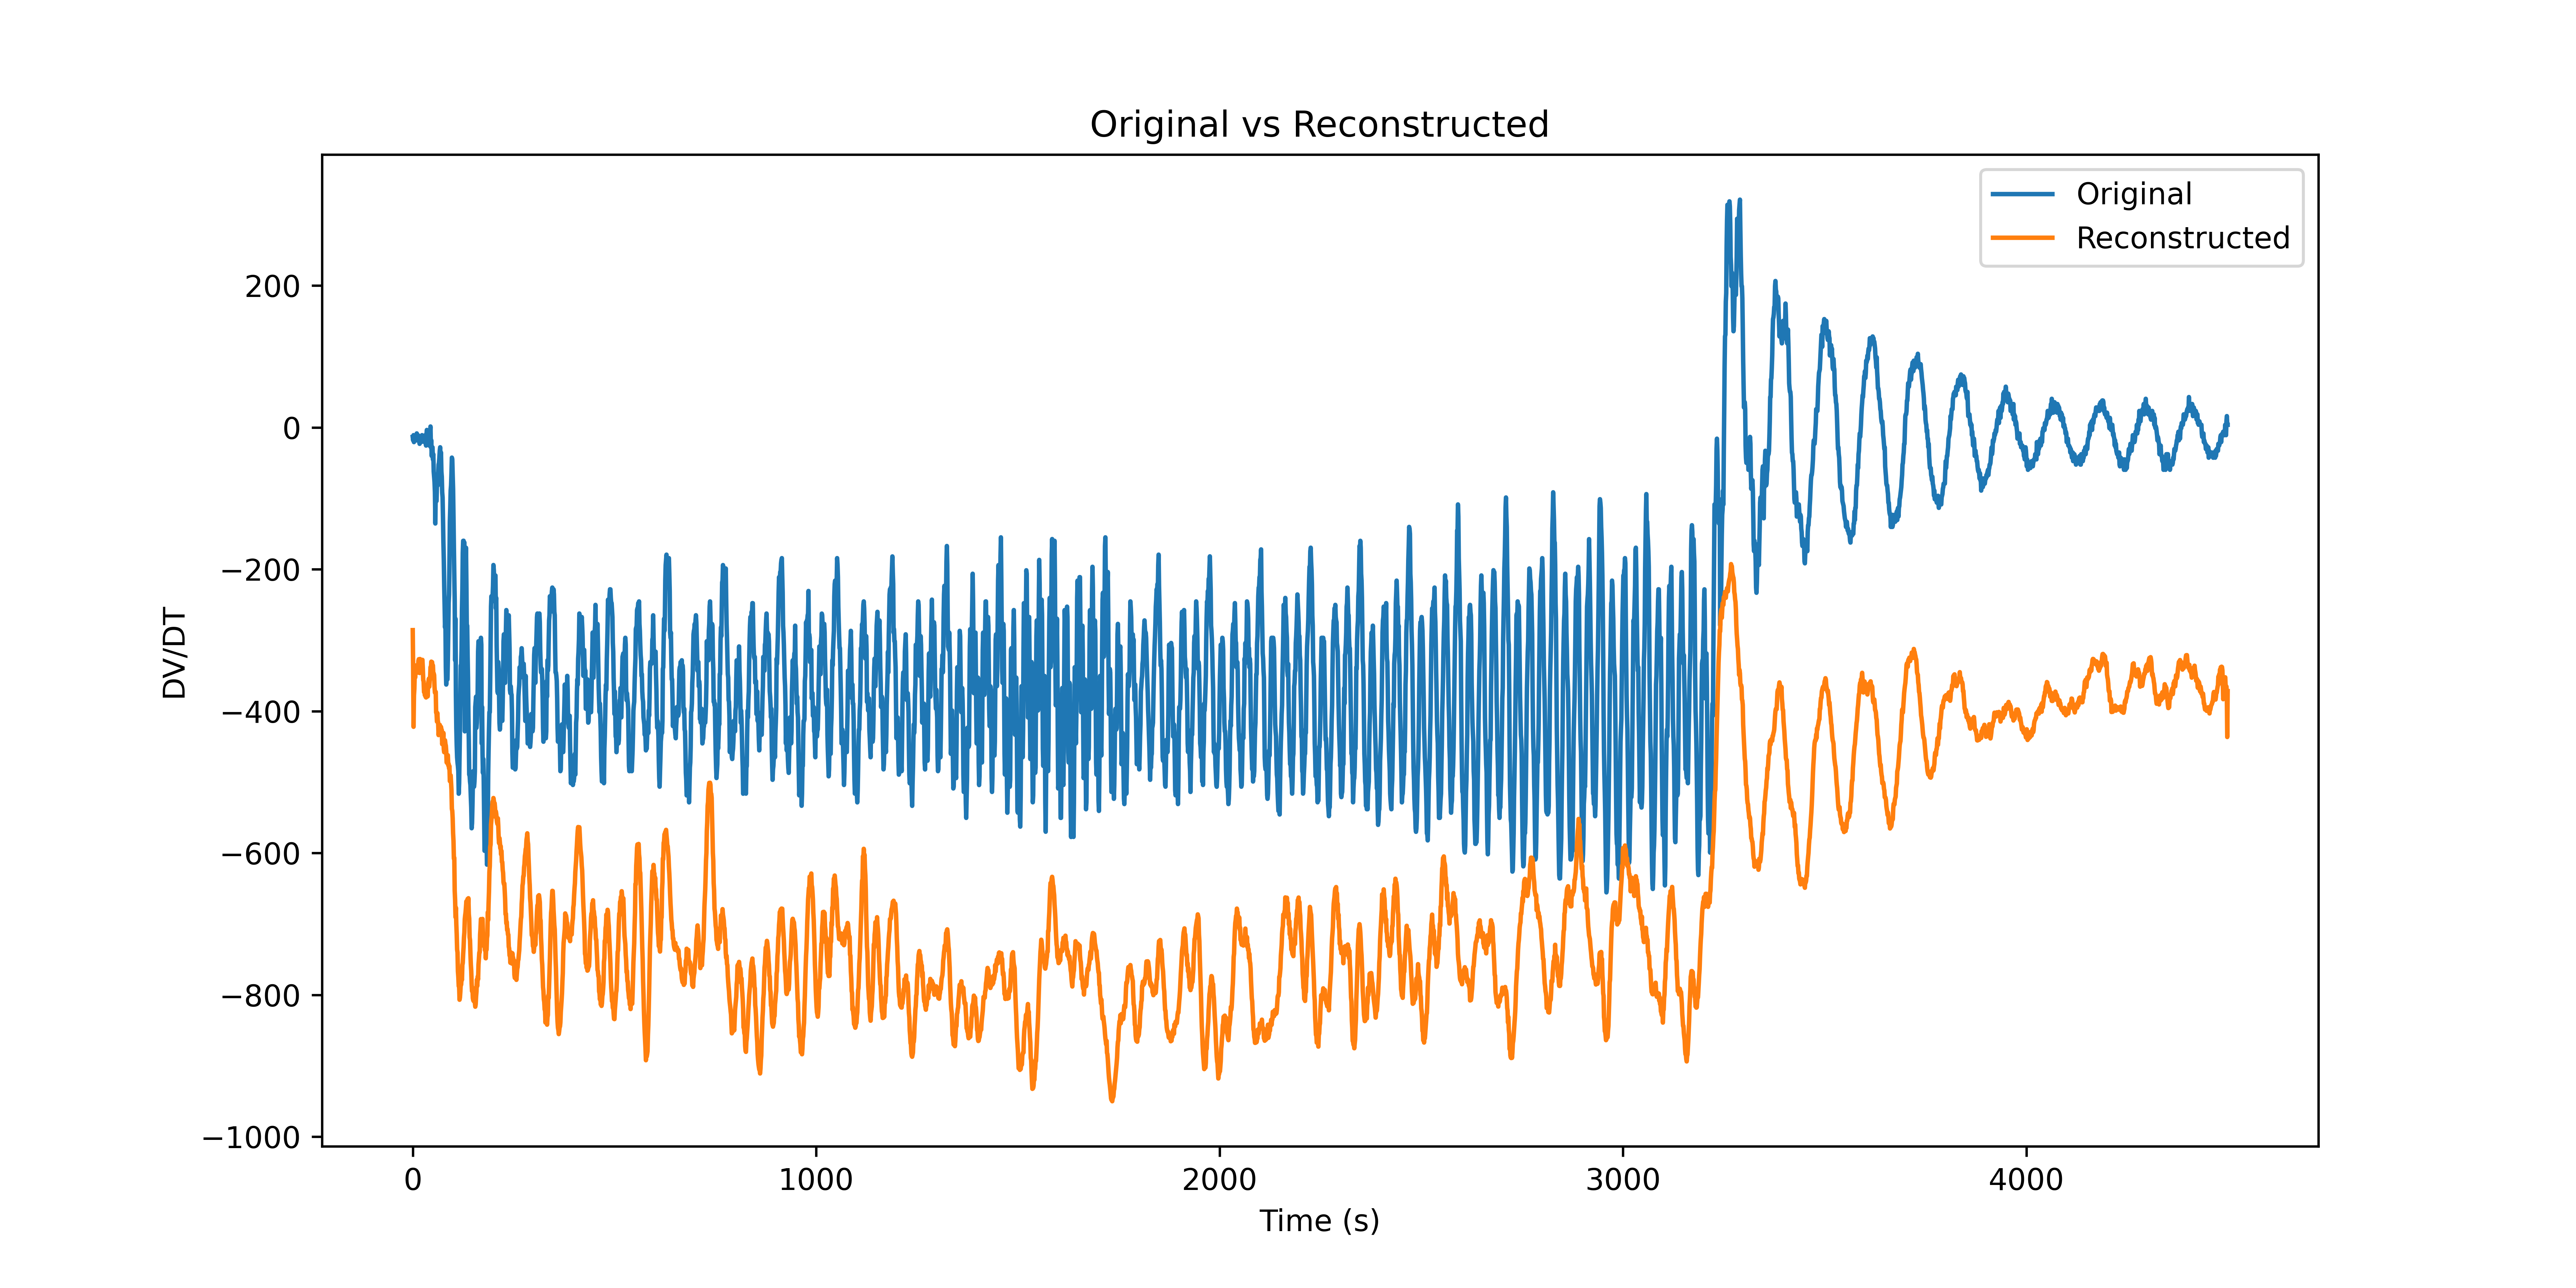 Original vs Reconstructed
Original
Reconstructed
200
0
−200
−400
−600
−800
−1000
DV/DT
0 1000 2000 3000 4000
Time (s)